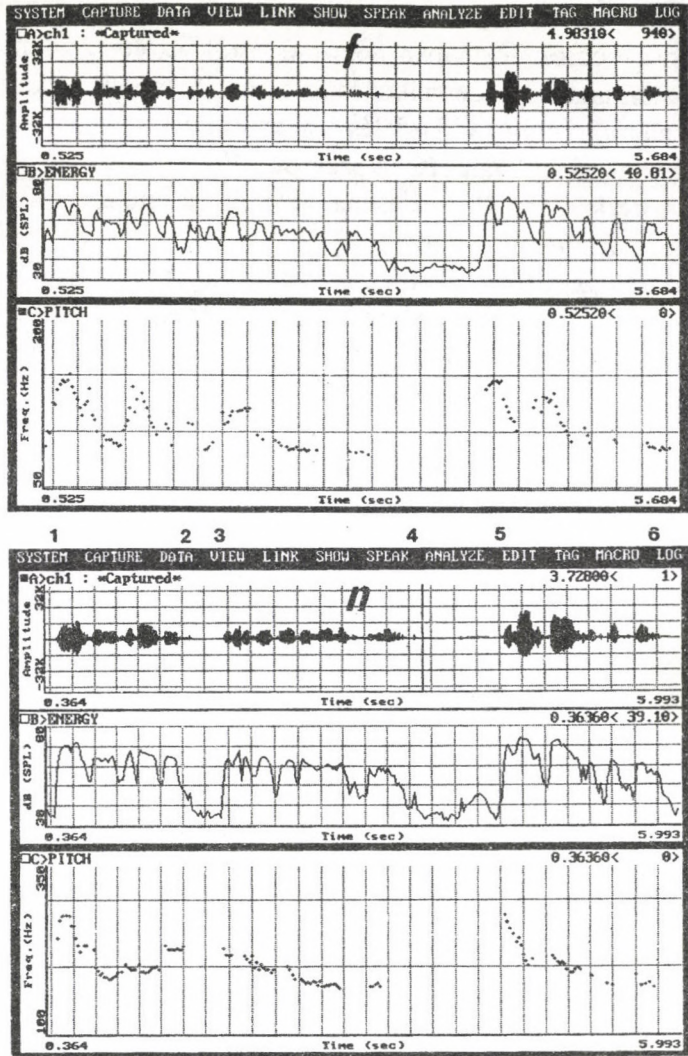 SYSTEM CAPTURE DATA VIEW LINK SHOW SPEAK ANALYZE EDIT TAG MACRO LOG
□A>ch1 : *Captured* 4.98310< 940>
f
32K
Amplitude
-32K
0.525 Time (sec) 5.684
□B>ENERGY 0.52520< 40.81>
80
dB (SPL)
30
0.525 Time (sec) 5.684
■C>PITCH 0.52520< 0>
200
Freq.(Hz)
50
0.525 Time (sec) 5.684
1 2 3 4 5 6
SYSTEM CAPTURE DATA VIEW LINK SHOW SPEAK ANALYZE EDIT TAG MACRO LOG
■A>ch1 : *Captured* 3.72800< 1>
n
32K
Amplitude
-32K
0.364 Time (sec) 5.993
□B>ENERGY 0.36360< 39.10>
80
dB (SPL)
30
0.364 Time (sec) 5.993
□C>PITCH 0.36360< 0>
350
Freq.(Hz)
100
0.364 Time (sec) 5.993